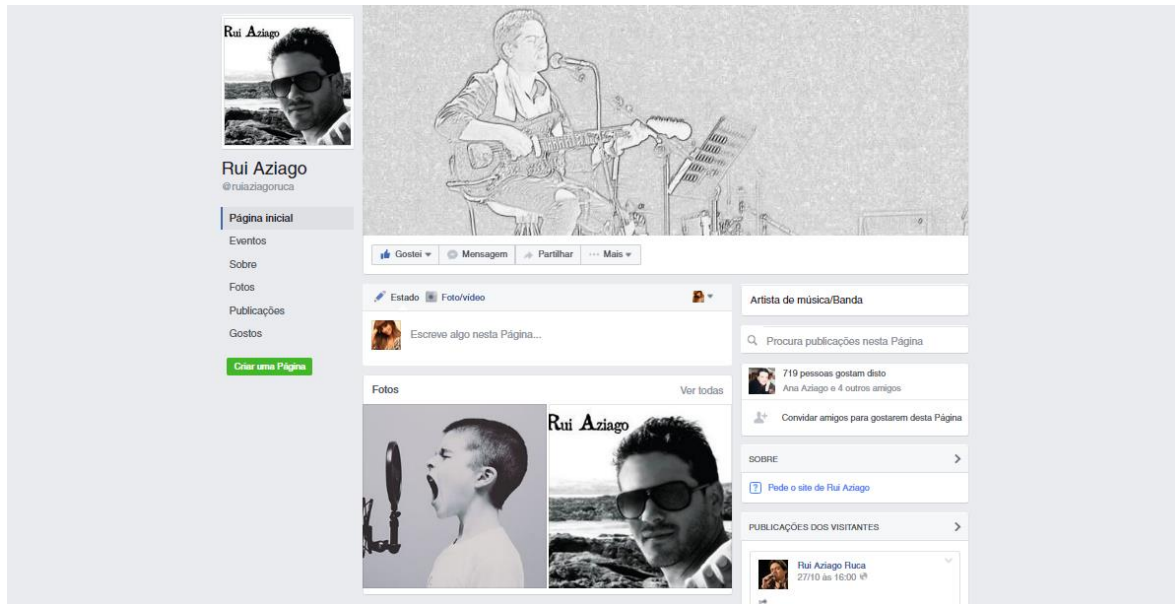 Rui Aziago
Rui Aziago
@ruiaziagoruca
Página inicial
Eventos
Sobre
Fotos
Publicações
Gostos
Criar uma Página
Gostei
Mensagem
Partilhar
Mais
Estado
Foto/vídeo
Escreve algo nesta Página...
Fotos
Ver todas
Rui Aziago
Artista de música/Banda
Procura publicações nesta Página
719 pessoas gostam disto
Ana Aziago e 4 outros amigos
Convidar amigos para gostarem desta Página
SOBRE
Pede o site de Rui Aziago
PUBLICAÇÕES DOS VISITANTES
Rui Aziago Ruca
27/10 às 16:00